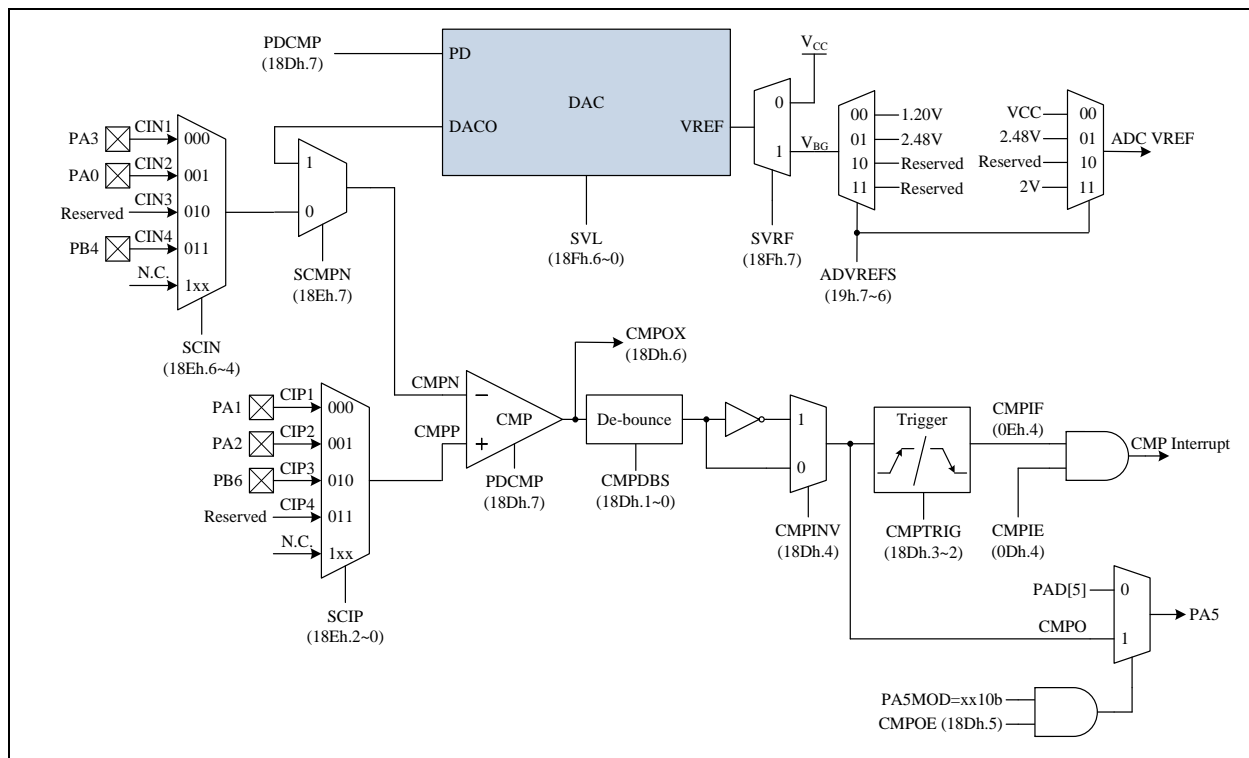 PDCMP
(18Dh.7)
PD
DAC
DACO
VREF
V_CC
0
1
V_BG
00
01
10
11
1.20V
2.48V
Reserved
Reserved
VCC
2.48V
Reserved
2V
00
01
10
11
ADC VREF
PA3
CIN1
000
PA0
CIN2
001
Reserved
CIN3
010
PB4
CIN4
011
N.C.
1xx
1
0
SCMPN
(18Eh.7)
SVL
(18Fh.6~0)
SVRF
(18Fh.7)
ADVREFS
(19h.7~6)
SCIN
(18Eh.6~4)
CMPOX
(18Dh.6)
PA1
CIP1
000
PA2
CIP2
001
PB6
CIP3
010
Reserved
CIP4
011
N.C.
1xx
SCIP
(18Eh.2~0)
CMPN
−
CMP
CMPP
+
PDCMP
(18Dh.7)
De-bounce
CMPDBS
(18Dh.1~0)
1
0
CMPINV
(18Dh.4)
Trigger
/
CMPTRIG
(18Dh.3~2)
CMPIF
(0Eh.4)
CMP Interrupt
CMPIE
(0Dh.4)
PAD[5]
0
CMPO
1
PA5
PA5MOD=xx10b
CMPOE (18Dh.5)